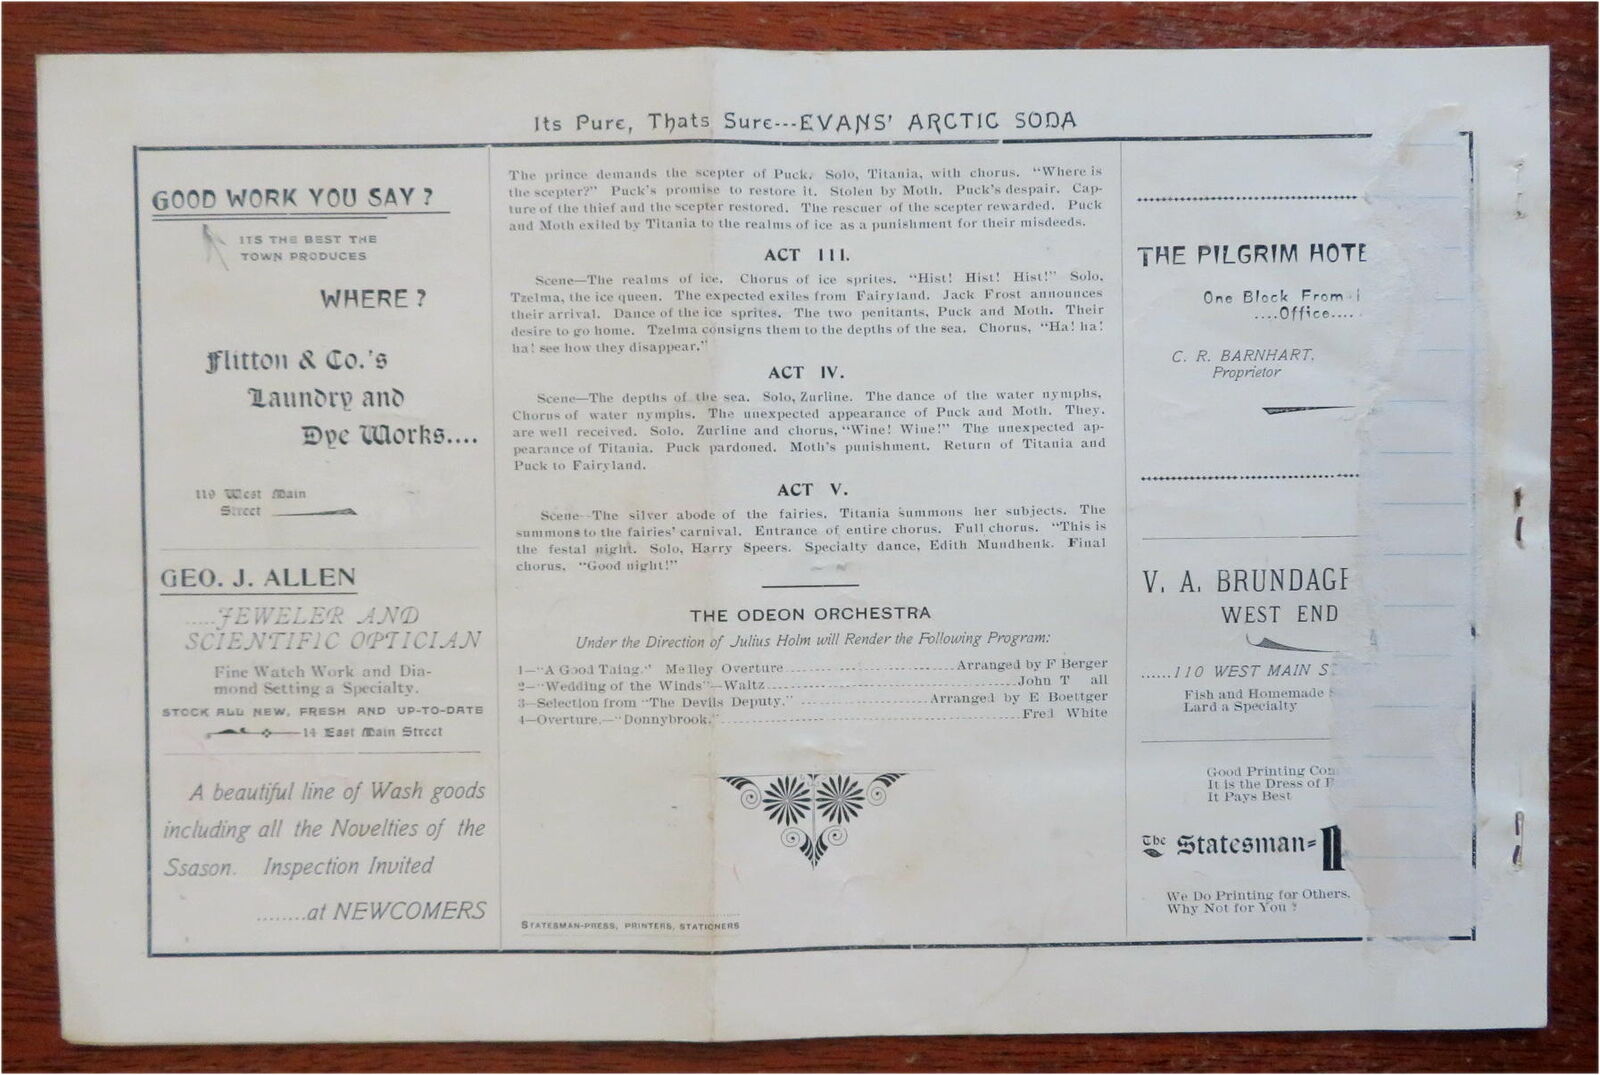 Its Pure, Thats Sure---EVANS' ARCTIC SODA
GOOD WORK YOU SAY?
ITS THE BEST THE
TOWN PRODUCES
WHERE?
Flitton & Co.'s
Laundry and
Dye Works....
119 West Main
Street
GEO. J. ALLEN
.....JEWELER AND
SCIENTIFIC OPTICIAN
Fine Watch Work and Dia-
mond Setting a Specialty.
STOCK ALL NEW, FRESH AND UP-TO-DATE
14 East Main Street
A beautiful line of Wash goods
including all the Novelties of the
Ssason. Inspection Invited
........at NEWCOMERS
The prince demands the scepter of Puck. Solo, Titania, with chorus. "Where is
the scepter?" Puck's promise to restore it. Stolen by Moth. Puck's despair. Cap-
ture of the thief and the scepter restored. The rescuer of the scepter rewarded. Puck
and Moth exiled by Titania to the realms of ice as a punishment for their misdeeds.
ACT III.
Scene—The realms of ice. Chorus of ice sprites. "Hist! Hist! Hist!" Solo,
Tzelma, the ice queen. The expected exiles from Fairyland. Jack Frost announces
their arrival. Dance of the ice sprites. The two penitants, Puck and Moth. Their
desire to go home. Tzelma consigns them to the depths of the sea. Chorus, "Ha! ha!
ha! see how they disappear."
ACT IV.
Scene—The depths of the sea. Solo, Zurline. The dance of the water nymphs.
Chorus of water nymphs. The unexpected appearance of Puck and Moth. They.
are well received. Solo. Zurline and chorus, "Wine! Wine!" The unexpected ap-
pearance of Titania. Puck pardoned. Moth's punishment. Return of Titania and
Puck to Fairyland.
ACT V.
Scene—The silver abode of the fairies. Titania summons her subjects. The
summons to the fairies' carnival. Entrance of entire chorus. Full chorus. "This is
the festal night. Solo, Harry Speers. Specialty dance, Edith Mundhenk. Final
chorus. "Good night!"
THE ODEON ORCHESTRA
Under the Direction of Julius Holm will Render the Following Program:
1—"A Good Taing." Medley Overture....................Arranged by F Berger
2—"Wedding of the Winds"—Waltz....................John T all
3—Selection from "The Devils Deputy." ....................Arranged by E Boettger
4—Overture.—"Donnybrook."....................Fred White
STATESMAN-PRESS, PRINTERS, STATIONERS
THE PILGRIM HOTE
One Block From
....Office....
C. R. BARNHART,
Proprietor
V. A. BRUNDAGE
WEST END
......110 WEST MAIN S
Fish and Homemade
Lard a Specialty
Good Printing Con
It is the Dress of
It Pays Best
The Statesman=
We Do Printing for Others.
Why Not for You ?